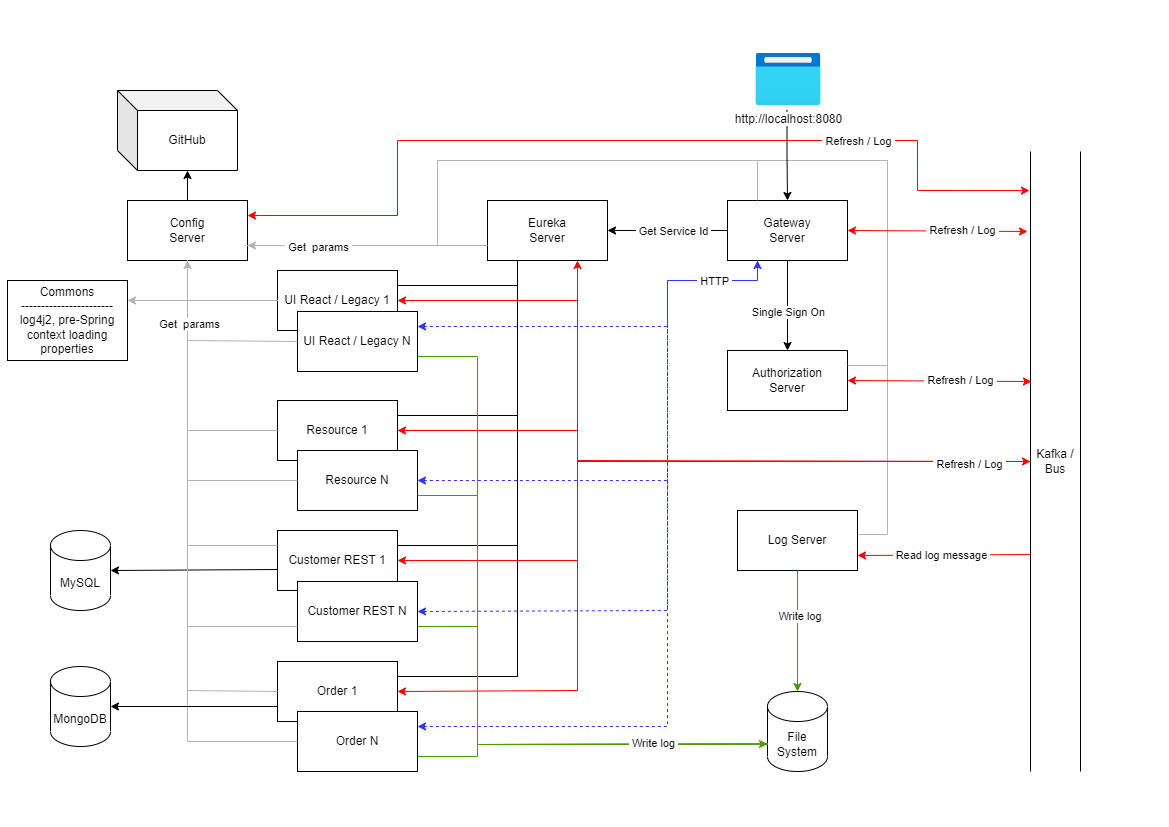 http://localhost:8080
GitHub
Refresh / Log
Config
Server
Eureka
Server
Gateway
Server
Get Service Id
Refresh / Log
Get  params
HTTP
Commons
-----------------------
log4j2, pre-Spring
context loading
properties
UI React / Legacy 1
Get  params
UI React / Legacy N
Single Sign On
Authorization
Server
Refresh / Log
Resource 1
Resource N
Refresh / Log
Kafka /
Bus
Log Server
Read log message
Customer REST 1
MySQL
Customer REST N
Write log
Order 1
MongoDB
Order N
Write log
File
System